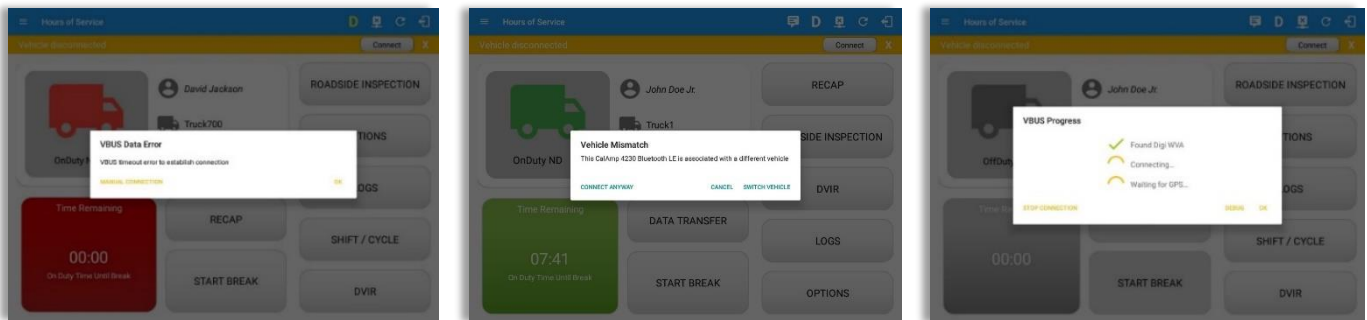 Hours of Service
D
Vehicle disconnected
Connect X
David Jackson
Truck700
ROADSIDE INSPECTION
VBUS Data Error
VBUS timeout error to establish connection
MANUAL CONNECTION OK
OnDuty
TIONS
OGS
Time Remaining
00:00
On Duty Time Until Break
RECAP
SHIFT / CYCLE
START BREAK
DVIR
Hours of Service
D
Vehicle disconnected
Connect X
John Doe Jr.
Truck1
RECAP
SIDE INSPECTION
Vehicle Mismatch
This CalAmp 4230 Bluetooth LE is associated with a different vehicle
CONNECT ANYWAY CANCEL SWITCH VEHICLE
OnDuty ND
DVIR
Time Remaining
07:41
On Duty Time Until Break
DATA TRANSFER
LOGS
START BREAK
OPTIONS
Hours of Service
D
Vehicle disconnected
Connect X
John Doe Jr.
ROADSIDE INSPECTION
VBUS Progress
Found Digi WVA
Connecting...
Waiting for GPS...
STOP CONNECTION DEBUG OK
OffDuty
TIONS
OGS
00:00
SHIFT / CYCLE
START BREAK
DVIR